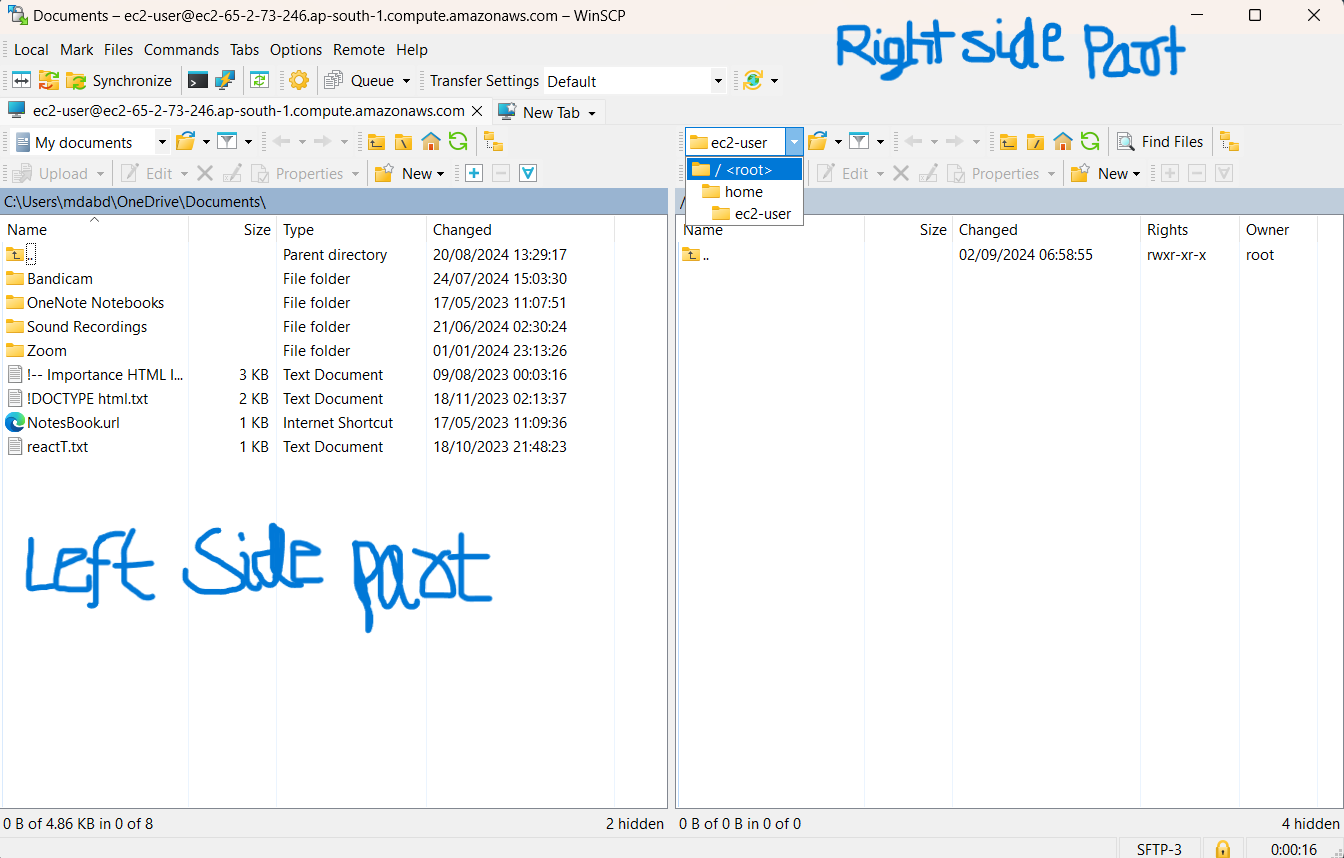 Documents – ec2-user@ec2-65-2-73-246.ap-south-1.compute.amazonaws.com – WinSCP
Right side Part
Local Mark Files Commands Tabs Options Remote Help
Synchronize Queue Transfer Settings Default
ec2-user@ec2-65-2-73-246.ap-south-1.compute.amazonaws.com New Tab
My documents
Upload Edit Properties New
C:\Users\mdabd\OneDrive\Documents\
Name Size Type Changed
.. Parent directory 20/08/2024 13:29:17
Bandicam File folder 24/07/2024 15:03:30
OneNote Notebooks File folder 17/05/2023 11:07:51
Sound Recordings File folder 21/06/2024 02:30:24
Zoom File folder 01/01/2024 23:13:26
!-- Importance HTML I... 3 KB Text Document 09/08/2023 00:03:16
!DOCTYPE html.txt 2 KB Text Document 18/11/2023 02:13:37
NotesBook.url 1 KB Internet Shortcut 17/05/2023 11:09:36
reactT.txt 1 KB Text Document 18/10/2023 21:48:23
Left Side part
0 B of 4.86 KB in 0 of 8 2 hidden
ec2-user Find Files
/ <root>
home
ec2-user
Edit Properties New
/
Name Size Changed Rights Owner
.. 02/09/2024 06:58:55 rwxr-xr-x root
0 B of 0 B in 0 of 0 4 hidden
SFTP-3 0:00:16